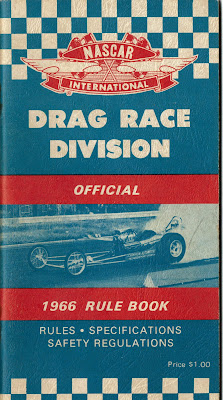 NASCAR
INTERNATIONAL
DRAG RACE
DIVISION
OFFICIAL
1966 RULE BOOK
RULES • SPECIFICATIONS
SAFETY REGULATIONS
Price $1.00